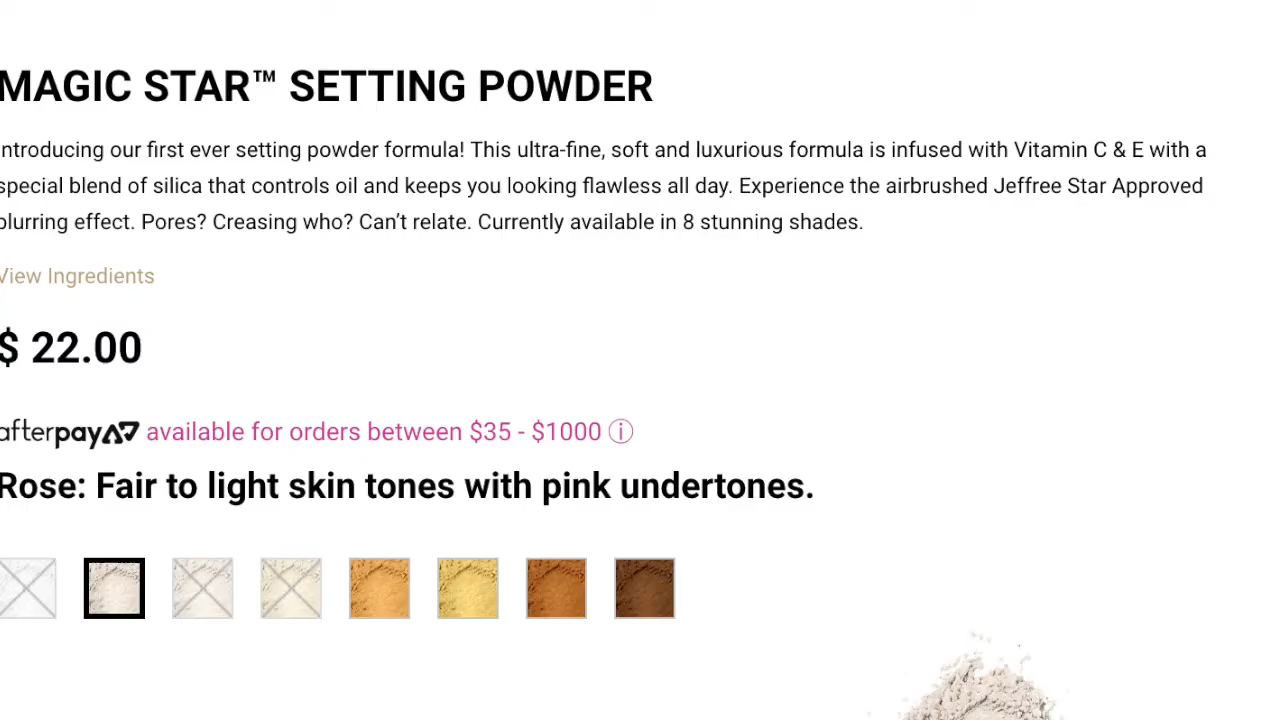 MAGIC STAR™ SETTING POWDER
ntroducing our first ever setting powder formula! This ultra-fine, soft and luxurious formula is infused with Vitamin C & E with a
special blend of silica that controls oil and keeps you looking flawless all day. Experience the airbrushed Jeffree Star Approved
blurring effect. Pores? Creasing who? Can’t relate. Currently available in 8 stunning shades.
View Ingredients
$ 22.00
afterpay available for orders between $35 - $1000 ⓘ
Rose: Fair to light skin tones with pink undertones.